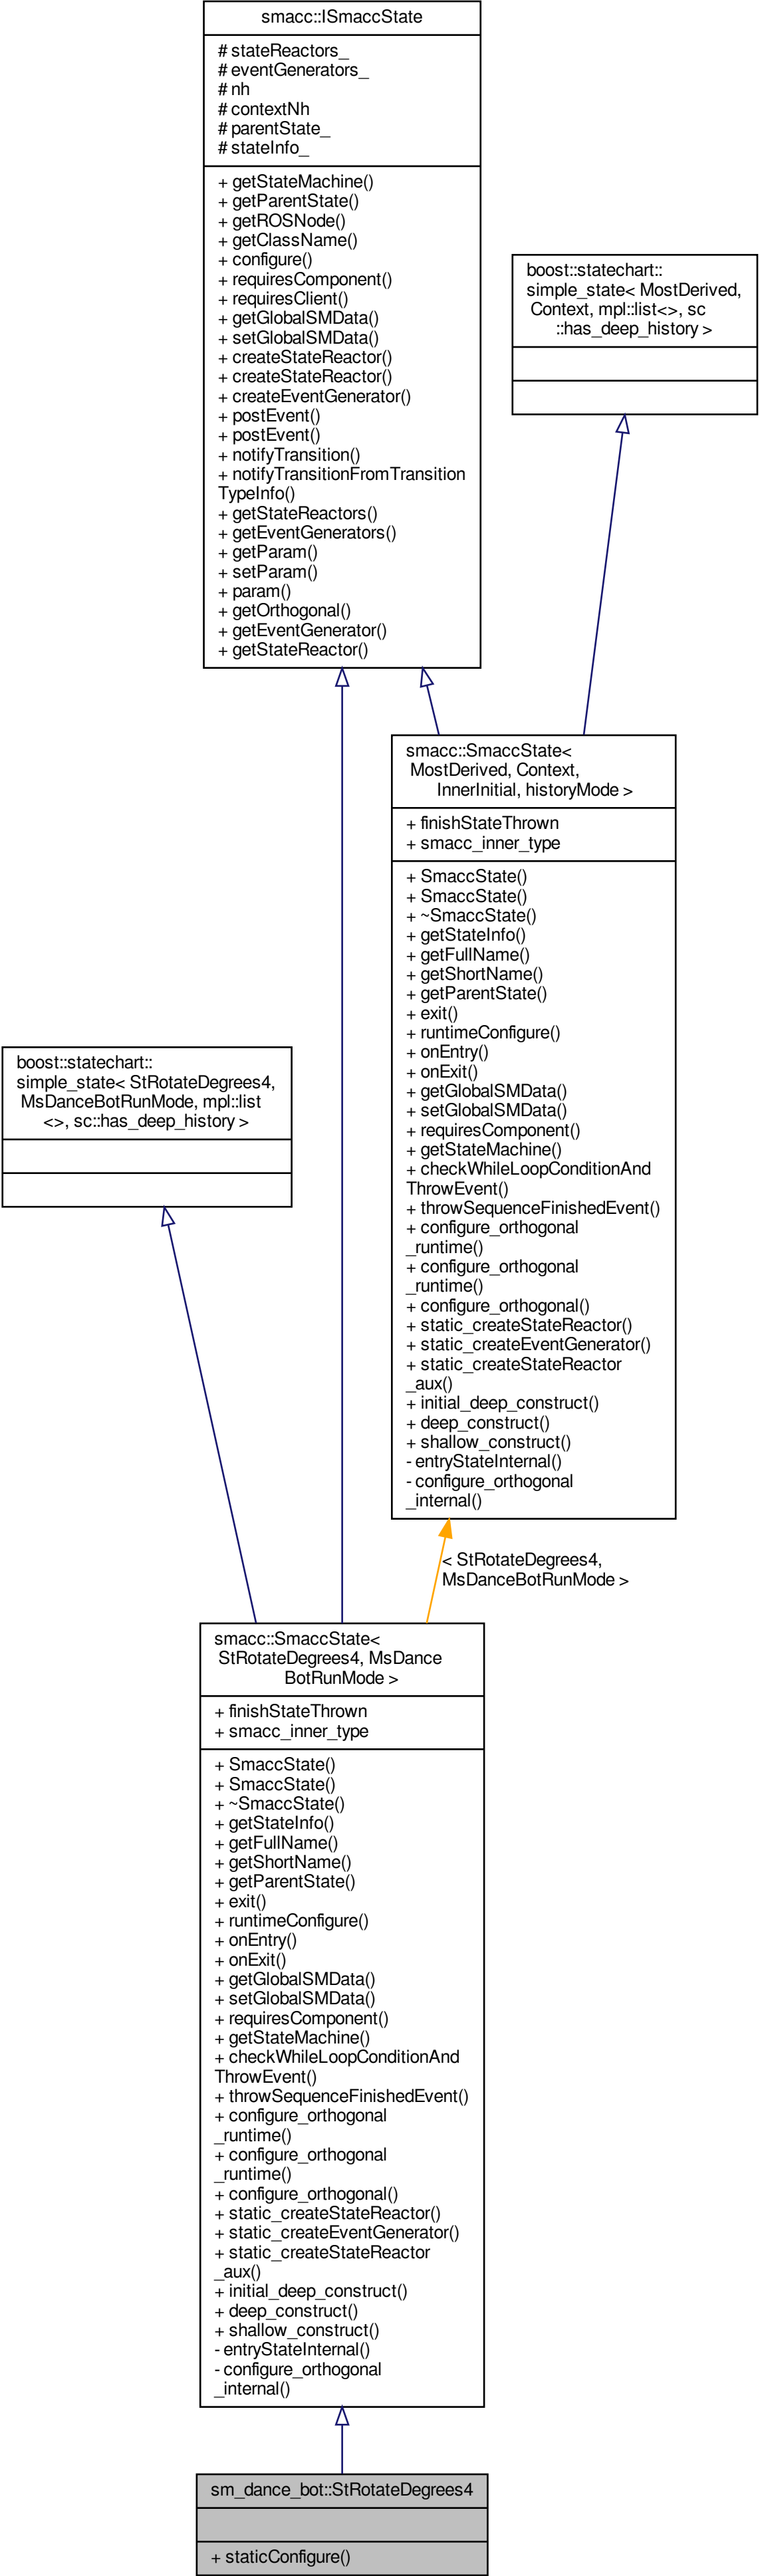 smacc::ISmaccState
# stateReactors_
# eventGenerators_
# nh
# contextNh
# parentState_
# stateInfo_
+ getStateMachine()
+ getParentState()
+ getROSNode()
+ getClassName()
+ configure()
+ requiresComponent()
+ requiresClient()
+ getGlobalSMData()
+ setGlobalSMData()
+ createStateReactor()
+ createStateReactor()
+ createEventGenerator()
+ postEvent()
+ postEvent()
+ notifyTransition()
+ notifyTransitionFromTransition
TypeInfo()
+ getStateReactors()
+ getEventGenerators()
+ getParam()
+ setParam()
+ param()
+ getOrthogonal()
+ getEventGenerator()
+ getStateReactor()
boost::statechart::
simple_state< MostDerived,
Context, mpl::list<>, sc
::has_deep_history >
smacc::SmaccState<
MostDerived, Context,
InnerInitial, historyMode >
+ finishStateThrown
+ smacc_inner_type
+ SmaccState()
+ SmaccState()
+ ~SmaccState()
+ getStateInfo()
+ getFullName()
+ getShortName()
+ getParentState()
+ exit()
+ runtimeConfigure()
+ onEntry()
+ onExit()
+ getGlobalSMData()
+ setGlobalSMData()
+ requiresComponent()
+ getStateMachine()
+ checkWhileLoopConditionAnd
ThrowEvent()
+ throwSequenceFinishedEvent()
+ configure_orthogonal
_runtime()
+ configure_orthogonal
_runtime()
+ configure_orthogonal()
+ static_createStateReactor()
+ static_createEventGenerator()
+ static_createStateReactor
_aux()
+ initial_deep_construct()
+ deep_construct()
+ shallow_construct()
- entryStateInternal()
- configure_orthogonal
_internal()
boost::statechart::
simple_state< StRotateDegrees4,
MsDanceBotRunMode, mpl::list
<>, sc::has_deep_history >
< StRotateDegrees4,
MsDanceBotRunMode >
smacc::SmaccState<
StRotateDegrees4, MsDance
BotRunMode >
+ finishStateThrown
+ smacc_inner_type
+ SmaccState()
+ SmaccState()
+ ~SmaccState()
+ getStateInfo()
+ getFullName()
+ getShortName()
+ getParentState()
+ exit()
+ runtimeConfigure()
+ onEntry()
+ onExit()
+ getGlobalSMData()
+ setGlobalSMData()
+ requiresComponent()
+ getStateMachine()
+ checkWhileLoopConditionAnd
ThrowEvent()
+ throwSequenceFinishedEvent()
+ configure_orthogonal
_runtime()
+ configure_orthogonal
_runtime()
+ configure_orthogonal()
+ static_createStateReactor()
+ static_createEventGenerator()
+ static_createStateReactor
_aux()
+ initial_deep_construct()
+ deep_construct()
+ shallow_construct()
- entryStateInternal()
- configure_orthogonal
_internal()
sm_dance_bot::StRotateDegrees4
+ staticConfigure()